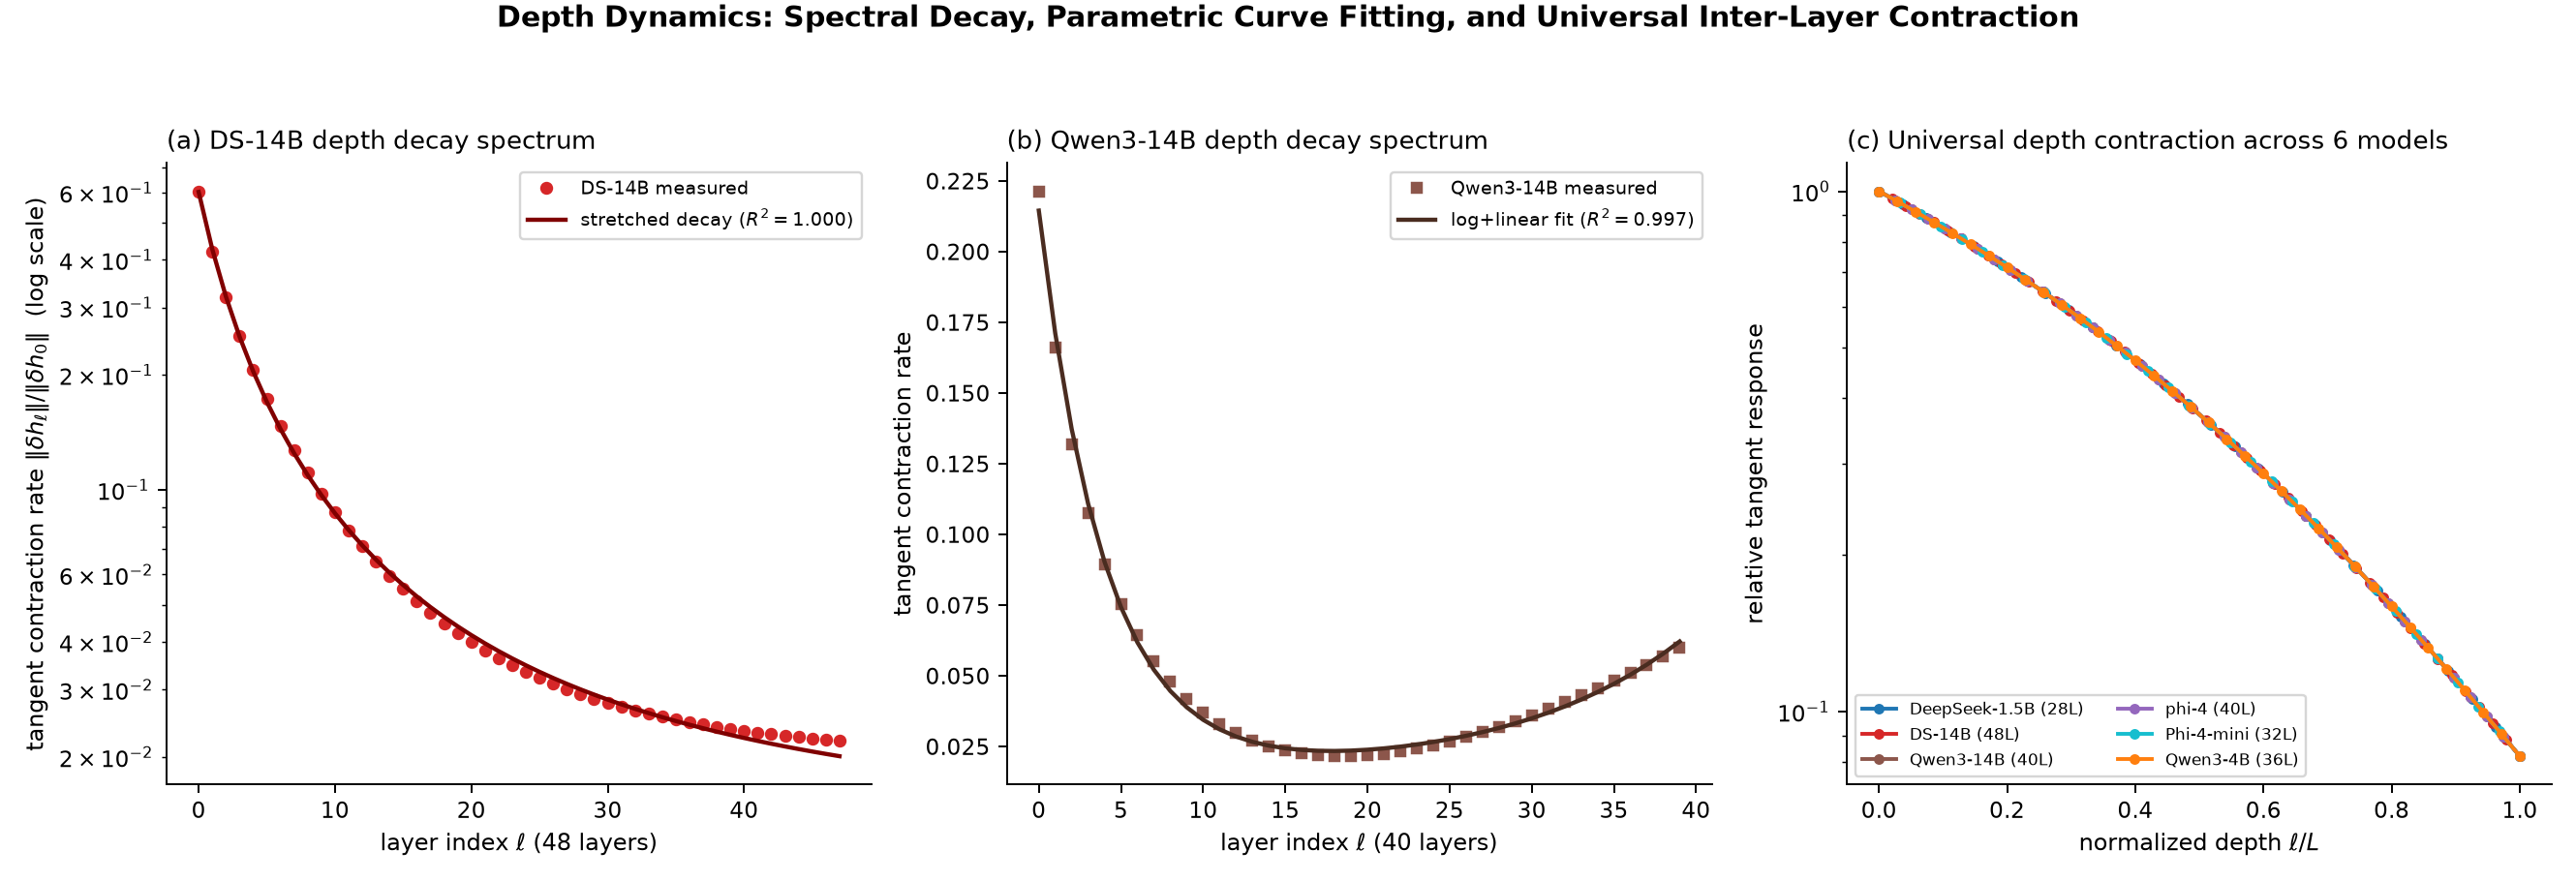 Depth Dynamics: Spectral Decay, Parametric Curve Fitting, and Universal Inter-Layer Contraction
(a) DS-14B depth decay spectrum
tangent contraction rate ‖δh_ℓ‖/‖δh_0‖ (log scale)
6 × 10^{-1}
4 × 10^{-1}
3 × 10^{-1}
2 × 10^{-1}
10^{-1}
6 × 10^{-2}
4 × 10^{-2}
3 × 10^{-2}
2 × 10^{-2}
DS-14B measured
stretched decay (R^2 = 1.000)
0 10 20 30 40
layer index ℓ (48 layers)
(b) Qwen3-14B depth decay spectrum
tangent contraction rate
0.225
0.200
0.175
0.150
0.125
0.100
0.075
0.050
0.025
Qwen3-14B measured
log+linear fit (R^2 = 0.997)
0 5 10 15 20 25 30 35 40
layer index ℓ (40 layers)
(c) Universal depth contraction across 6 models
relative tangent response
10^0
10^{-1}
DeepSeek-1.5B (28L)
DS-14B (48L)
Qwen3-14B (40L)
phi-4 (40L)
Phi-4-mini (32L)
Qwen3-4B (36L)
0.0 0.2 0.4 0.6 0.8 1.0
normalized depth ℓ/L